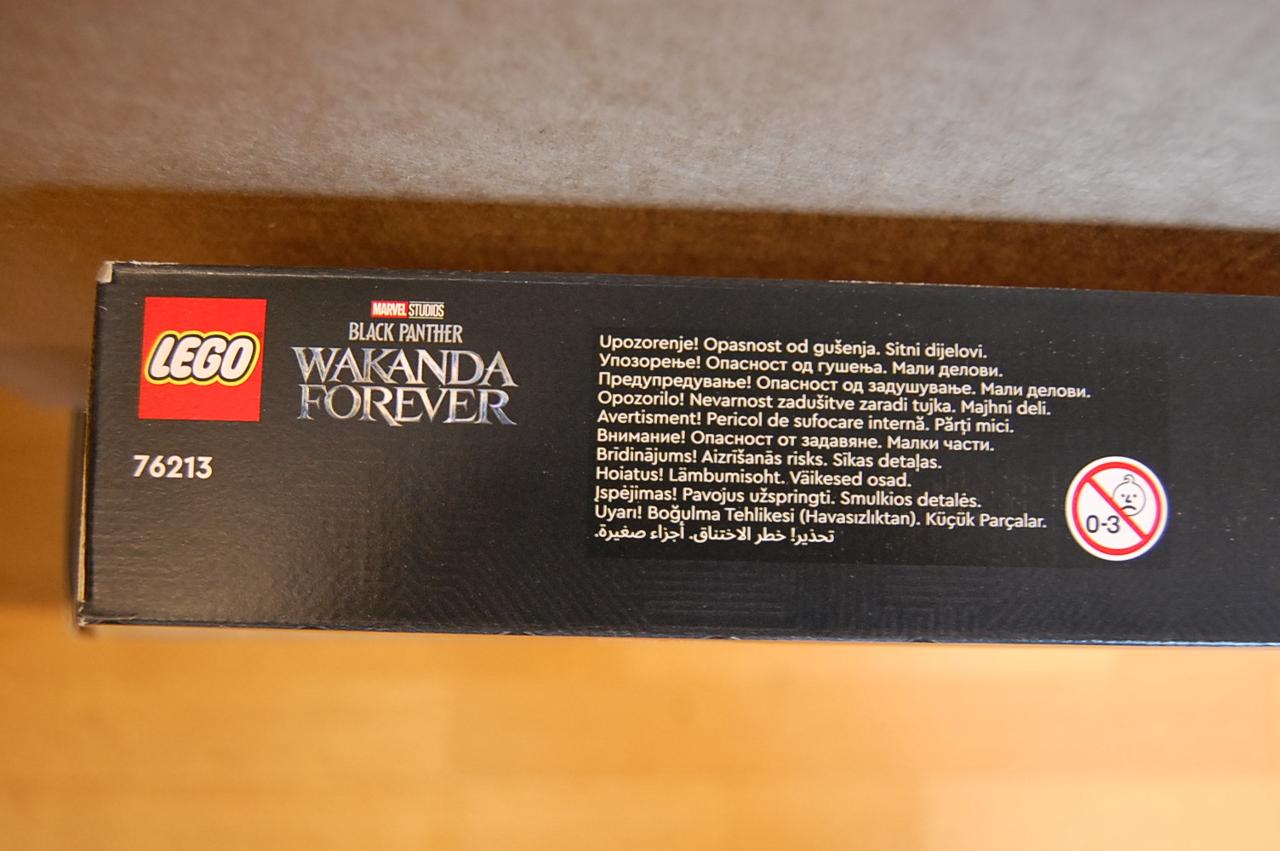 LEGO
MARVEL STUDIOS
BLACK PANTHER
WAKANDA
FOREVER
76213
Upozorenje! Opasnost od gušenja. Sitni dijelovi.
Упозорење! Опасност од гушења. Мали делови.
Предупредување! Опасност од задушување. Мали делови.
Opozorilo! Nevarnost zadušitve zaradi tujka. Majhni deli.
Avertisment! Pericol de sufocare internă. Părți mici.
Внимание! Опасност от задавяне. Малки части.
Brīdinājums! Aizrīšanās risks. Sīkas detaļas.
Hoiatus! Lämbumisoht. Väikesed osad.
Įspėjimas! Pavojus užspringti. Smulkios detalės.
Uyarı! Boğulma Tehlikesi (Havasızlıktan). Küçük Parçalar.
تحذير! خطر الاختناق. أجزاء صغيرة.
0-3